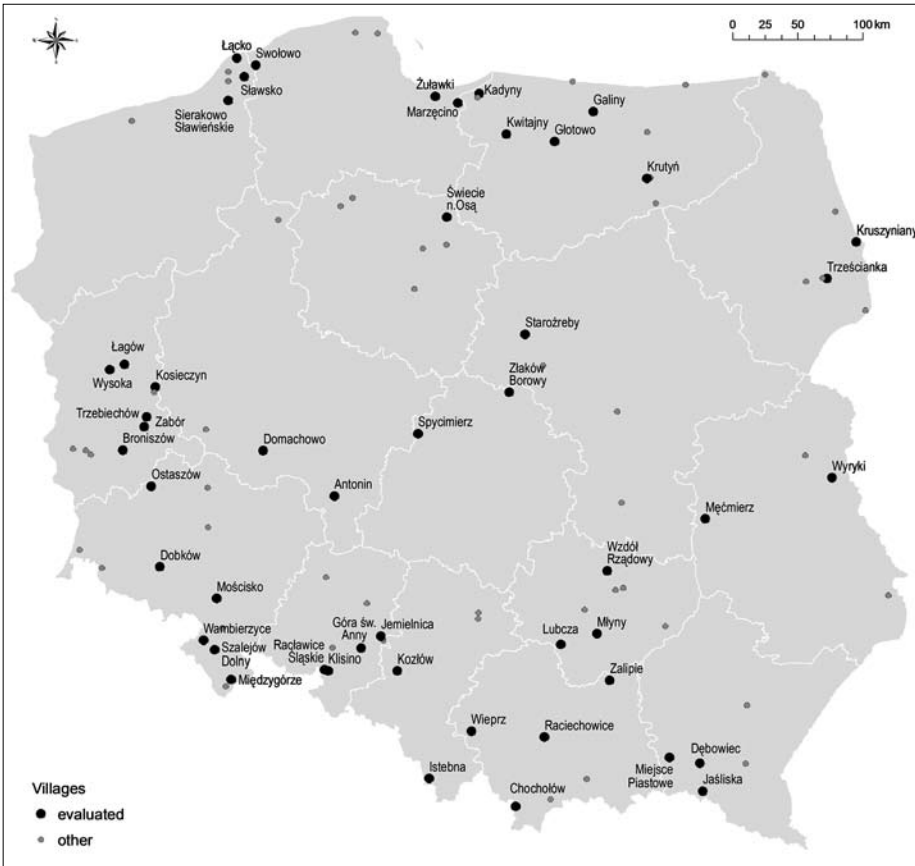 0 25 50 100 km
Łącko
Swołowo
Sławsko
Sierakowo
Sławieńskie
Żuławki
Kadyny
Marzęcino
Galiny
Kwitajny
Głotowo
Krutyń
Świecie
n.Osą
Kruszyniany
Trześcianka
Staroźreby
Złaków
Borowy
Łagów
Wysoka
Kosieczyn
Trzebiechów
Zabór
Broniszów
Spycimierz
Domachowo
Ostaszów
Antonin
Wyryki
Męćmierz
Dobków
Wzdół
Rządowy
Mościsko
Góra św.
Anny
Jemielnica
Wambierzyce
Szalejów
Dolny
Racławice
Śląskie
Klisino
Kozłów
Lubcza
Młyny
Międzygórze
Zalipie
Wieprz
Raciechowice
Dębowiec
Miejsce
Piastowe
Jaśliska
Istebna
Chochołów
Villages
evaluated
other